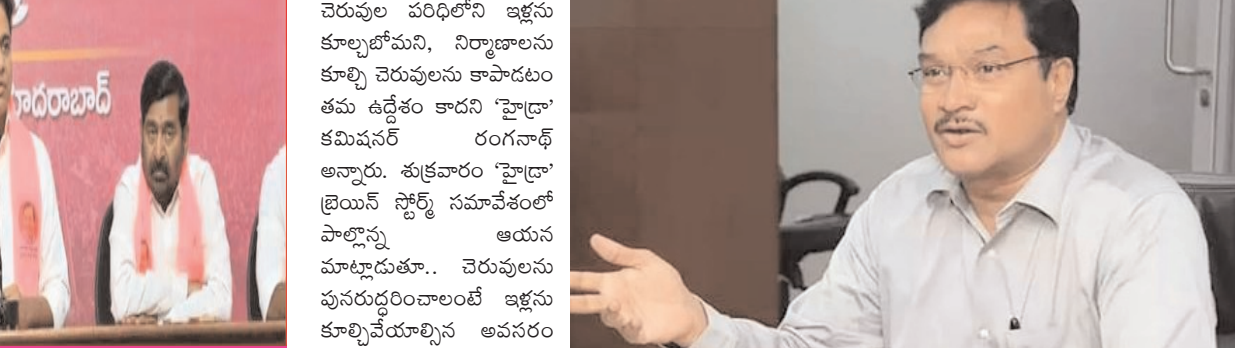 చెరువుల పరిధిలోని ఇళ్లను
కూల్చబోమని, నిర్మాణాలను
కూల్చి చెరువులను కాపాడటం
తమ ఉద్దేశం కాదని ‘హైడ్రా’
కమిషనర్ రంగనాథ్
అన్నారు. శుక్రవారం ‘హైడ్రా’
బ్రెయిన్ స్టోర్మ్ సమావేశంలో
పాల్గొన్న ఆయన
మాట్లాడుతూ.. చెరువులను
పునరుద్ధరించాలంటే ఇళ్లను
కూల్చివేయాల్సిన అవసరం